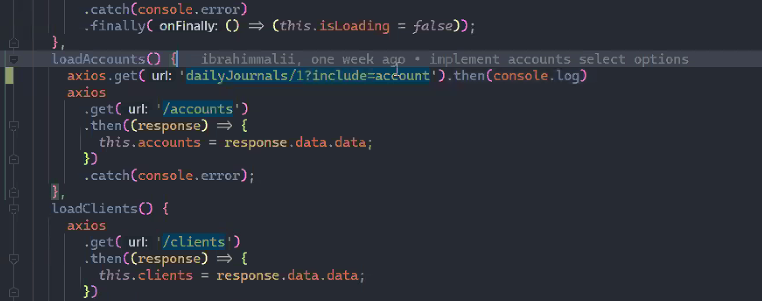 .catch(console.error)
.finally( onFinally: () => (this.isLoading = false));
},
loadAccounts() { ibrahimmalii, one week ago • implement accounts select options
axios.get( url: 'dailyJournals/1?include=account').then(console.log)
axios
.get( url: '/accounts')
.then((response) => {
this.accounts = response.data.data;
})
.catch(console.error);
},
loadClients() {
axios
.get( url: '/clients')
.then((response) => {
this.clients = response.data.data;
})